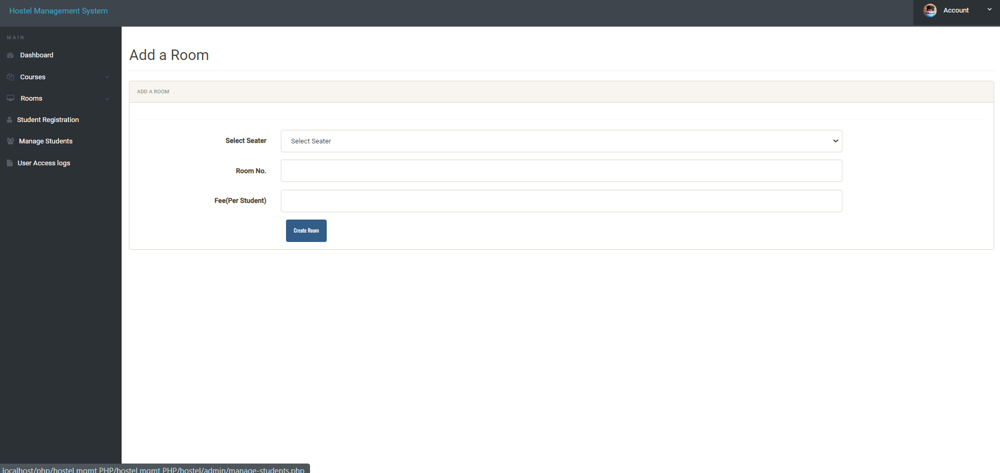 Hostel Management System
Account
MAIN
Dashboard
Courses
Rooms
Student Registration
Manage Students
User Access logs
Add a Room
ADD A ROOM
Select Seater
Select Seater
Room No.
Fee(Per Student)
Create Room
localhost/php/hostel mgmt PHP/hostel mgmt PHP/hostel/admin/manage-students.php